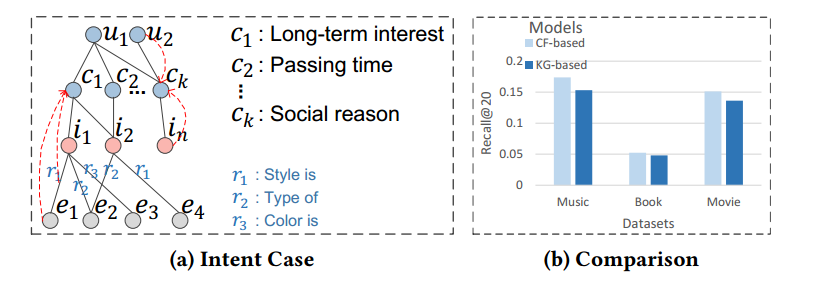 u1 u2
c1 c2 ... ck
i1 i2 in
r1 r2 r3 r2 r1
e1 e2 e3 e4
c1 : Long-term interest
c2 : Passing time
⋮
ck : Social reason
r1 : Style is
r2 : Type of
r3 : Color is
(a) Intent Case
Models
CF-based
KG-based
Recall@20
0.2
0.15
0.1
0.05
0
Music Book Movie
Datasets
(b) Comparison